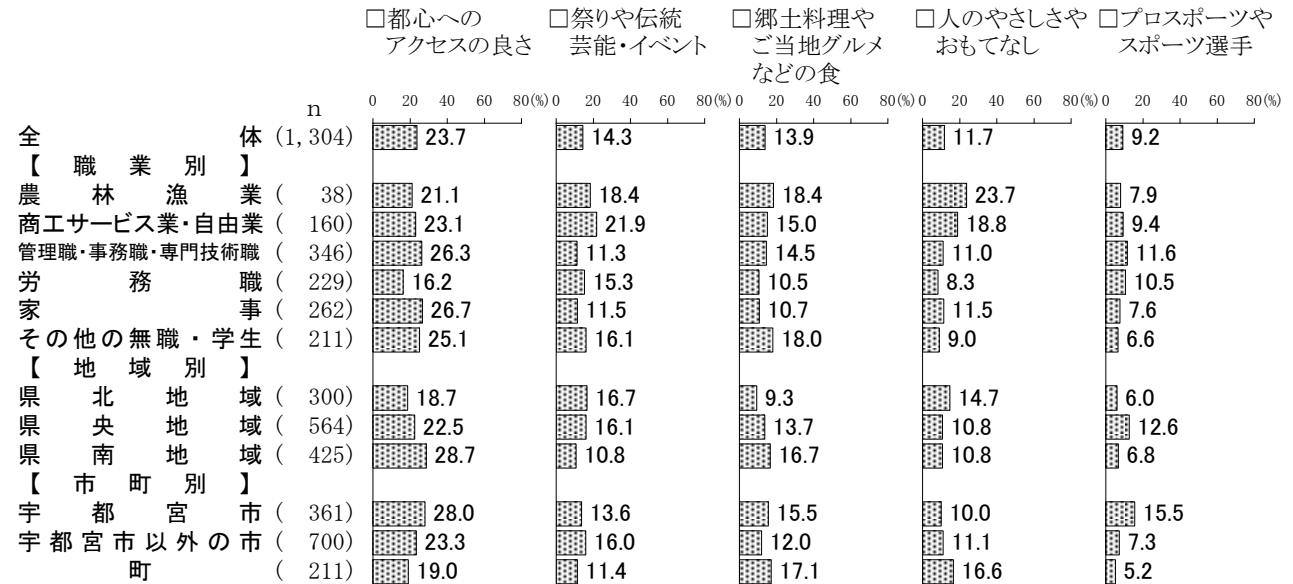 □都心への □祭りや伝統 □郷土料理や □人のやさしさや □プロスポーツや
アクセスの良さ 芸能・イベント ご当地グルメ おもてなし スポーツ選手
などの食
n 0 20 40 60 80(%) 0 20 40 60 80(%) 0 20 40 60 80(%) 0 20 40 60 80(%) 0 20 40 60 80(%)
全体 (1,304) 23.7 14.3 13.9 11.7 9.2
【職業別】
農林漁業 ( 38) 21.1 18.4 18.4 23.7 7.9
商工サービス業・自由業 ( 160) 23.1 21.9 15.0 18.8 9.4
管理職・事務職・専門技術職 ( 346) 26.3 11.3 14.5 11.0 11.6
労務職 ( 229) 16.2 15.3 10.5 8.3 10.5
家事 ( 262) 26.7 11.5 10.7 11.5 7.6
その他の無職・学生 ( 211) 25.1 16.1 18.0 9.0 6.6
【地域別】
県北地域 ( 300) 18.7 16.7 9.3 14.7 6.0
県央地域 ( 564) 22.5 16.1 13.7 10.8 12.6
県南地域 ( 425) 28.7 10.8 16.7 10.8 6.8
【市町別】
宇都宮市 ( 361) 28.0 13.6 15.5 10.0 15.5
宇都宮市以外の市 ( 700) 23.3 16.0 12.0 11.1 7.3
町 ( 211) 19.0 11.4 17.1 16.6 5.2